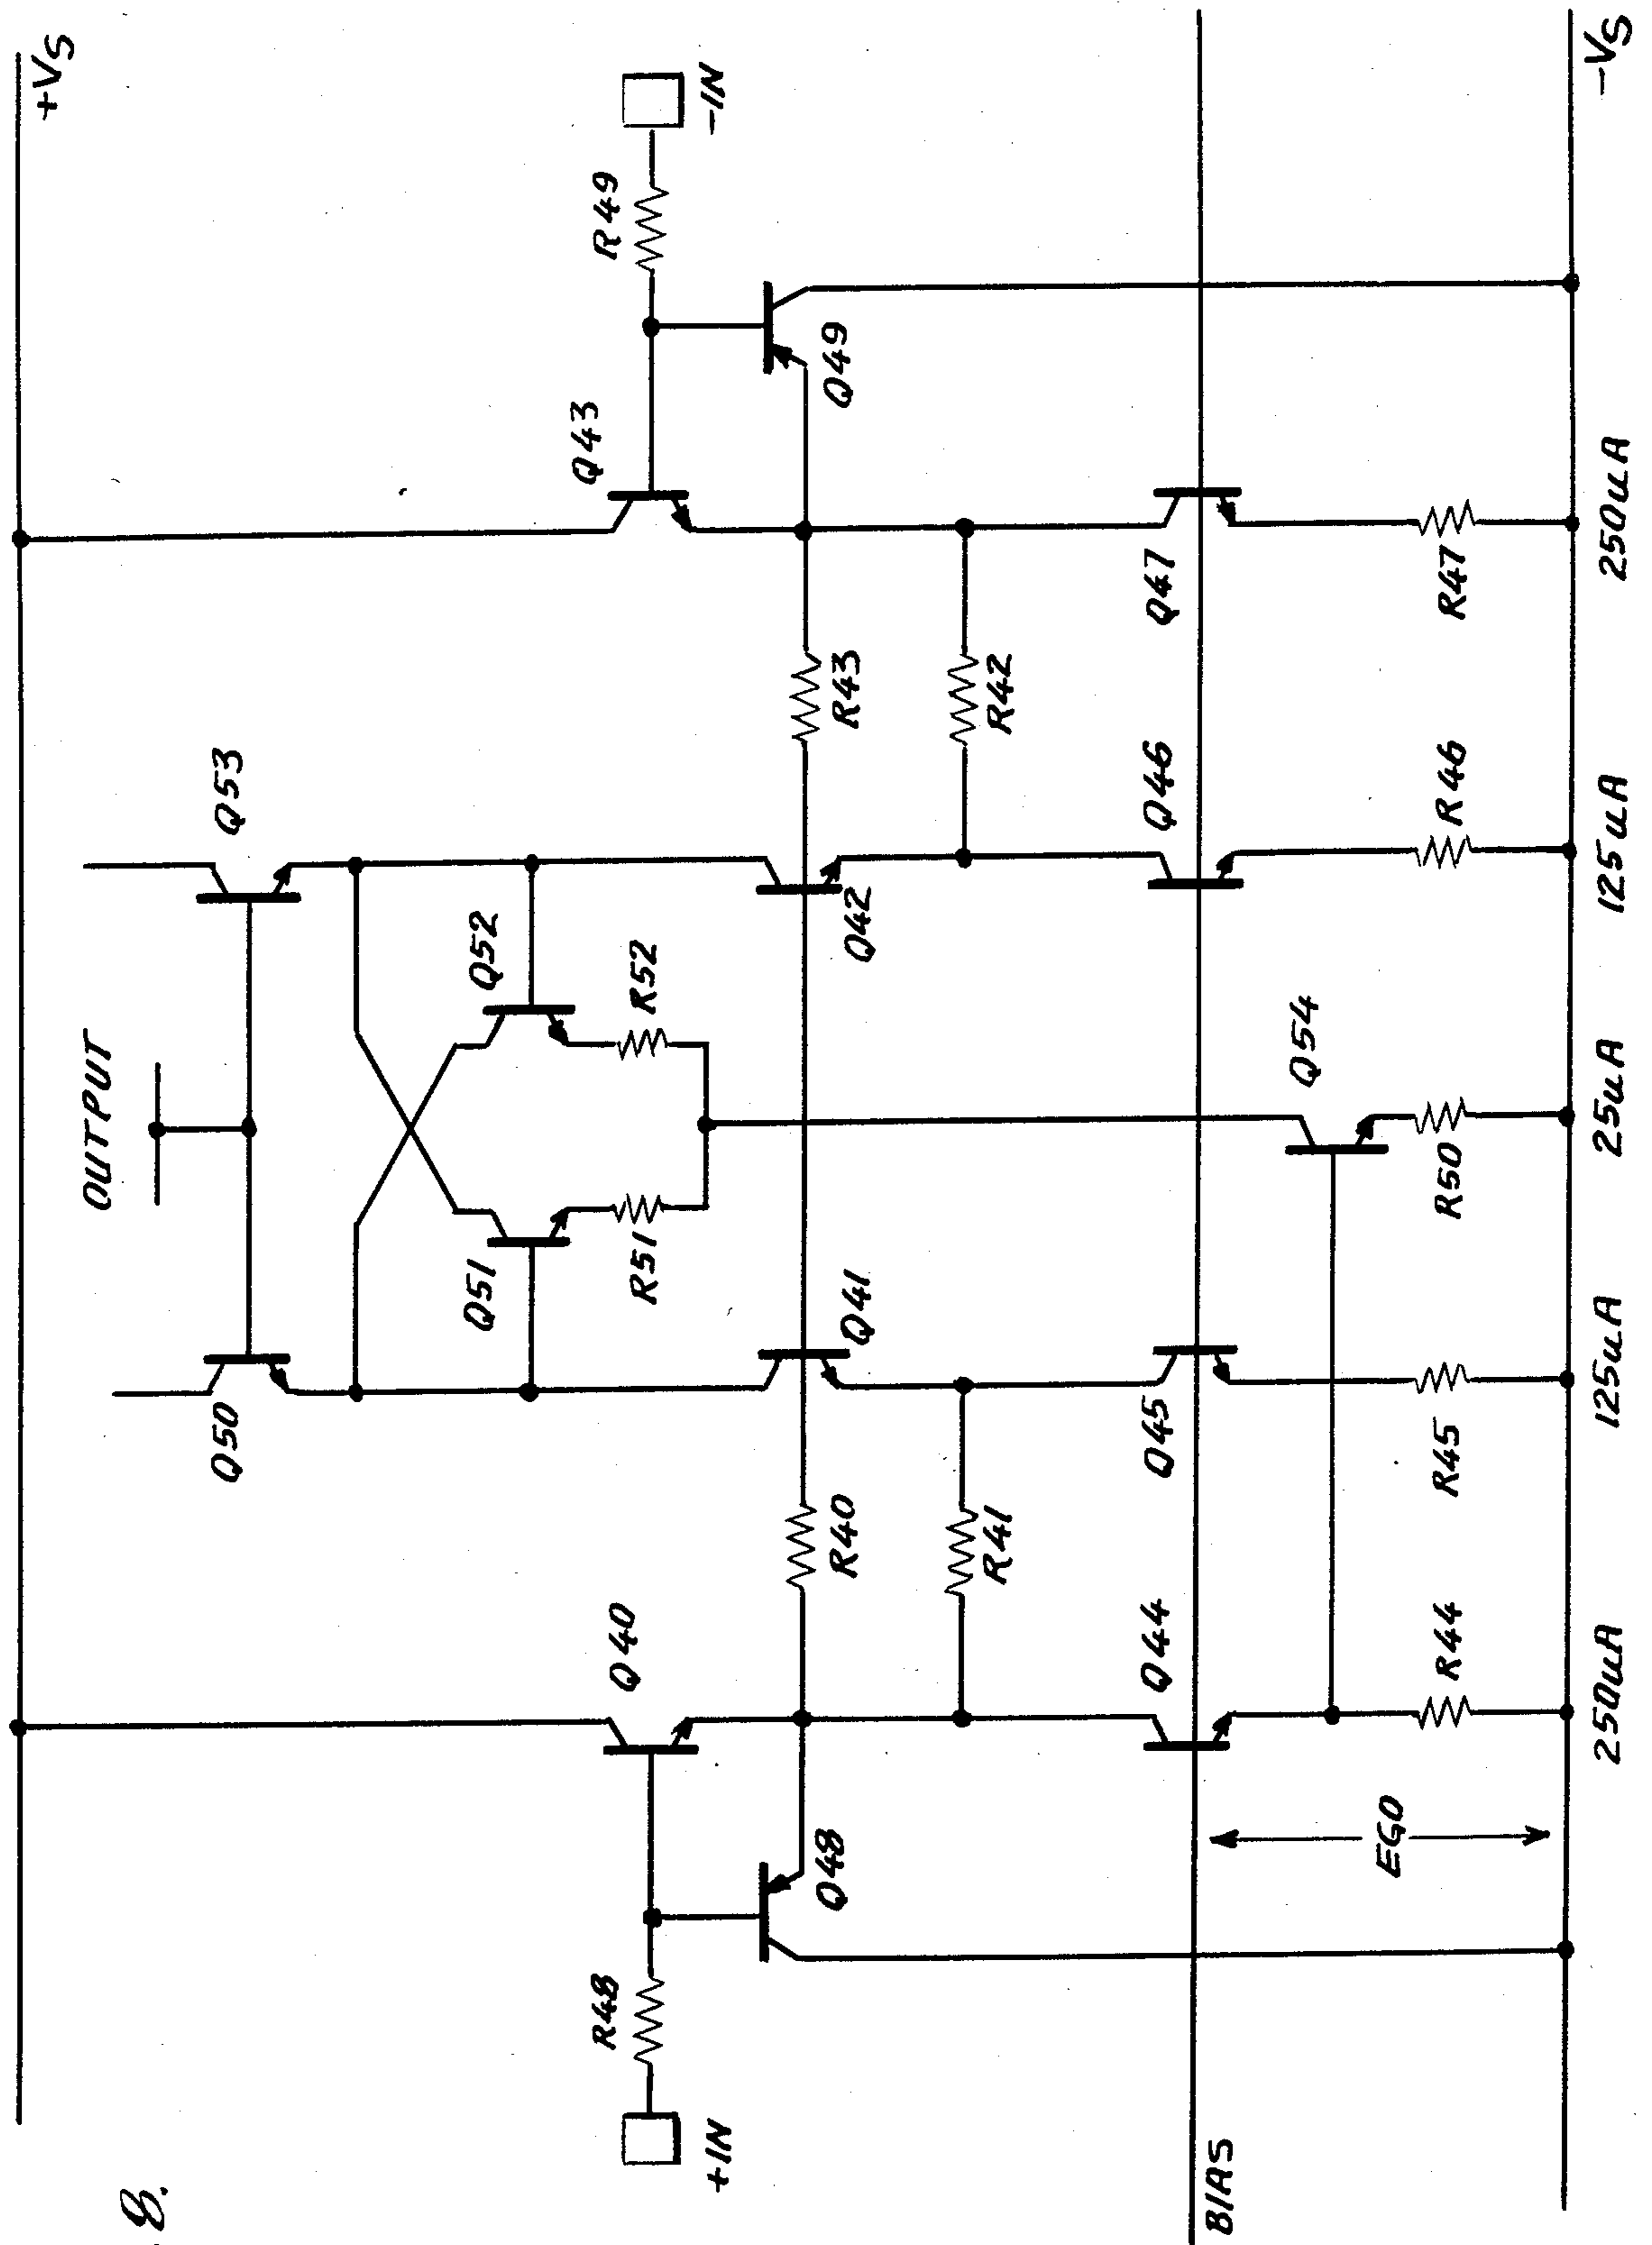 8.
+VS
OUTPUT
Q50
Q53
Q51
Q52
R51
R52
Q40
Q43
R48
R49
+IN
-IN
Q48
Q49
R40
Q41
Q42
R43
R41
R42
BIAS
Q44
Q45
Q46
Q47
Q54
EGO
R44
R45
R50
R46
R47
-VS
250uA
125uA
25uA
125uA
250uA